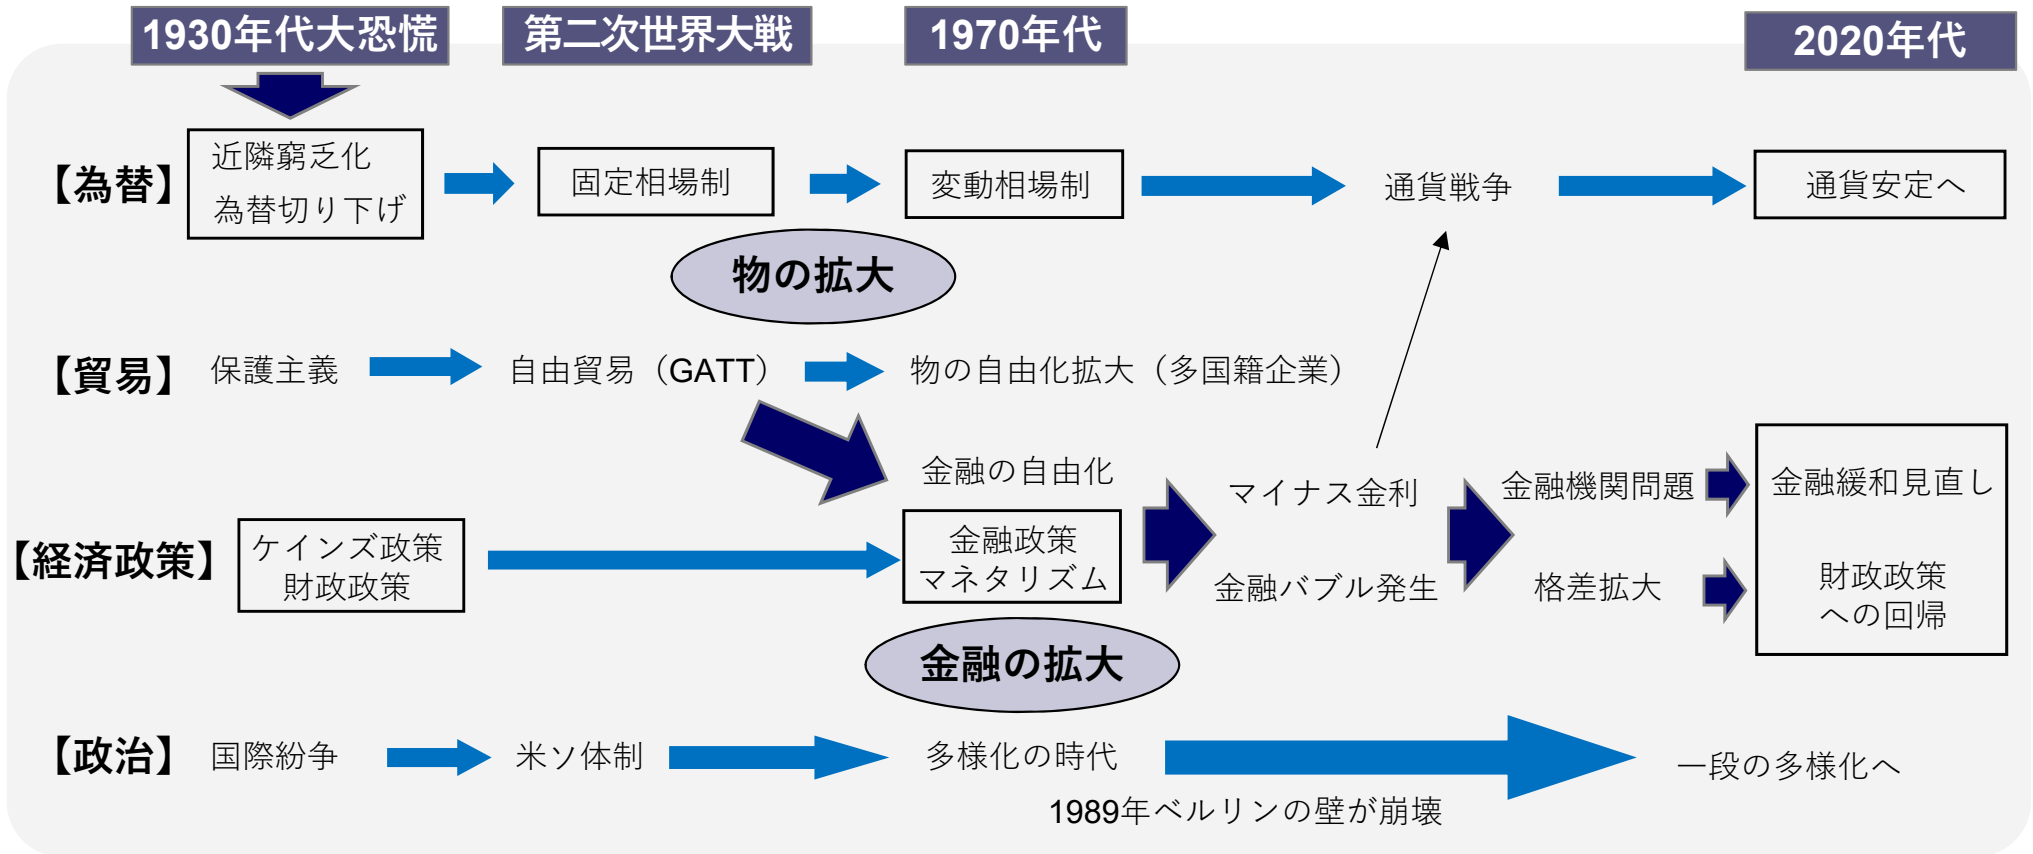 1930年代大恐慌
第二次世界大戦
1970年代
2020年代
【為替】
近隣窮乏化
為替切り下げ
固定相場制
変動相場制
通貨戦争
通貨安定へ
物の拡大
【貿易】
保護主義
自由貿易（GATT）
物の自由化拡大（多国籍企業）
【経済政策】
ケインズ政策
財政政策
金融の自由化
金融政策
マネタリズム
マイナス金利
金融バブル発生
金融機関問題
格差拡大
金融緩和見直し
財政政策
への回帰
金融の拡大
【政治】
国際紛争
米ソ体制
多様化の時代
1989年ベルリンの壁が崩壊
一段の多様化へ